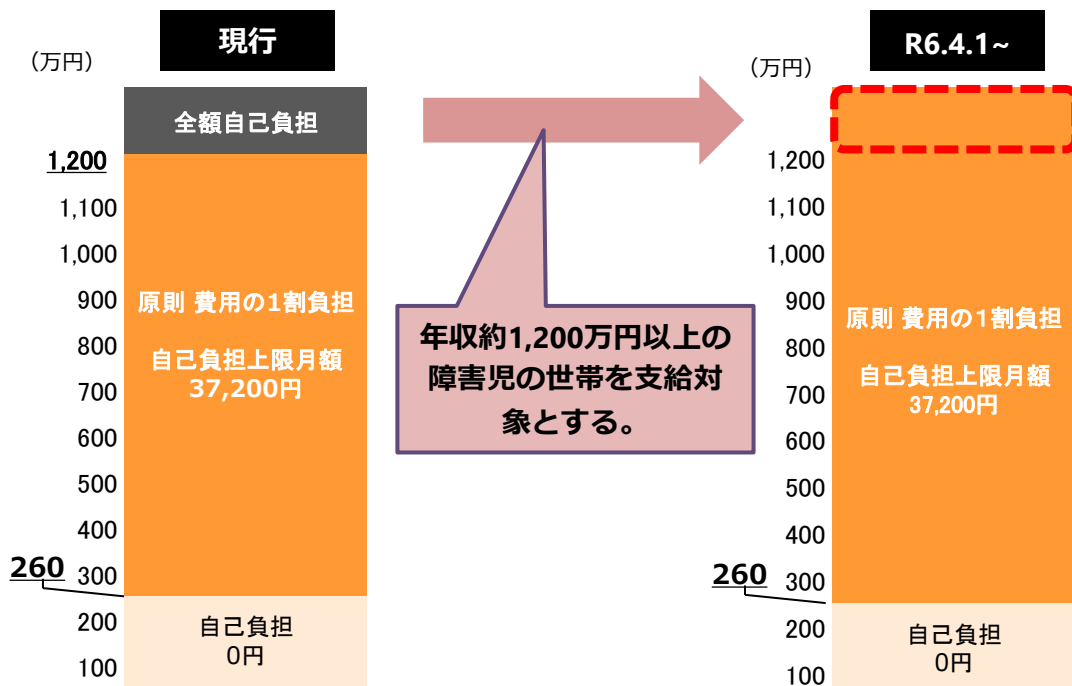 現行
（万円）
全額自己負担
1,200
1,100
1,000
900
800
700
600
500
400
300
260
200
100
原則 費用の1割負担
自己負担上限月額
37,200円
自己負担
0円
年収約1,200万円以上の
障害児の世帯を支給対
象とする。
R6.4.1~
（万円）
1,200
1,100
1,000
900
800
700
600
500
400
300
260
200
100
原則 費用の１割負担
自己負担上限月額
37,200円
自己負担
0円